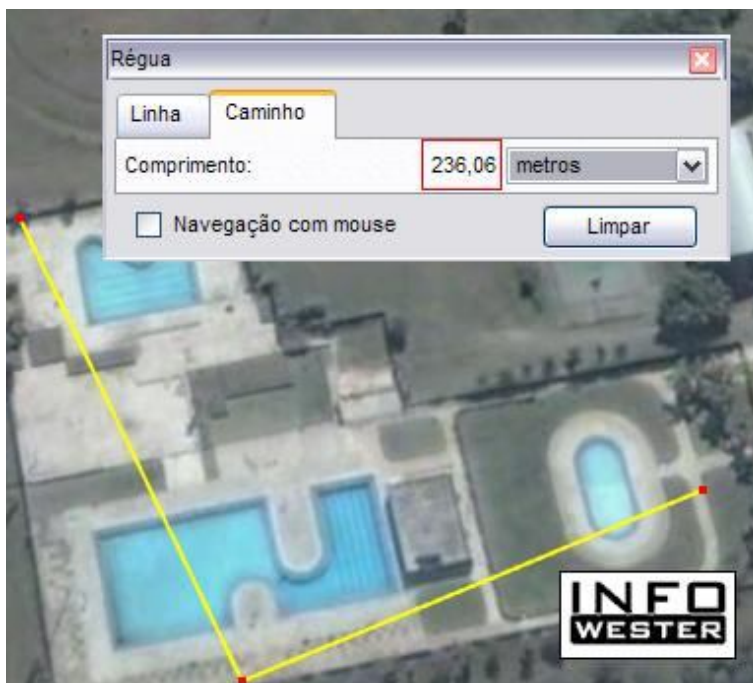 Régua
Linha
Caminho
Comprimento:
236,06
metros
Navegação com mouse
Limpar
INFO
WESTER